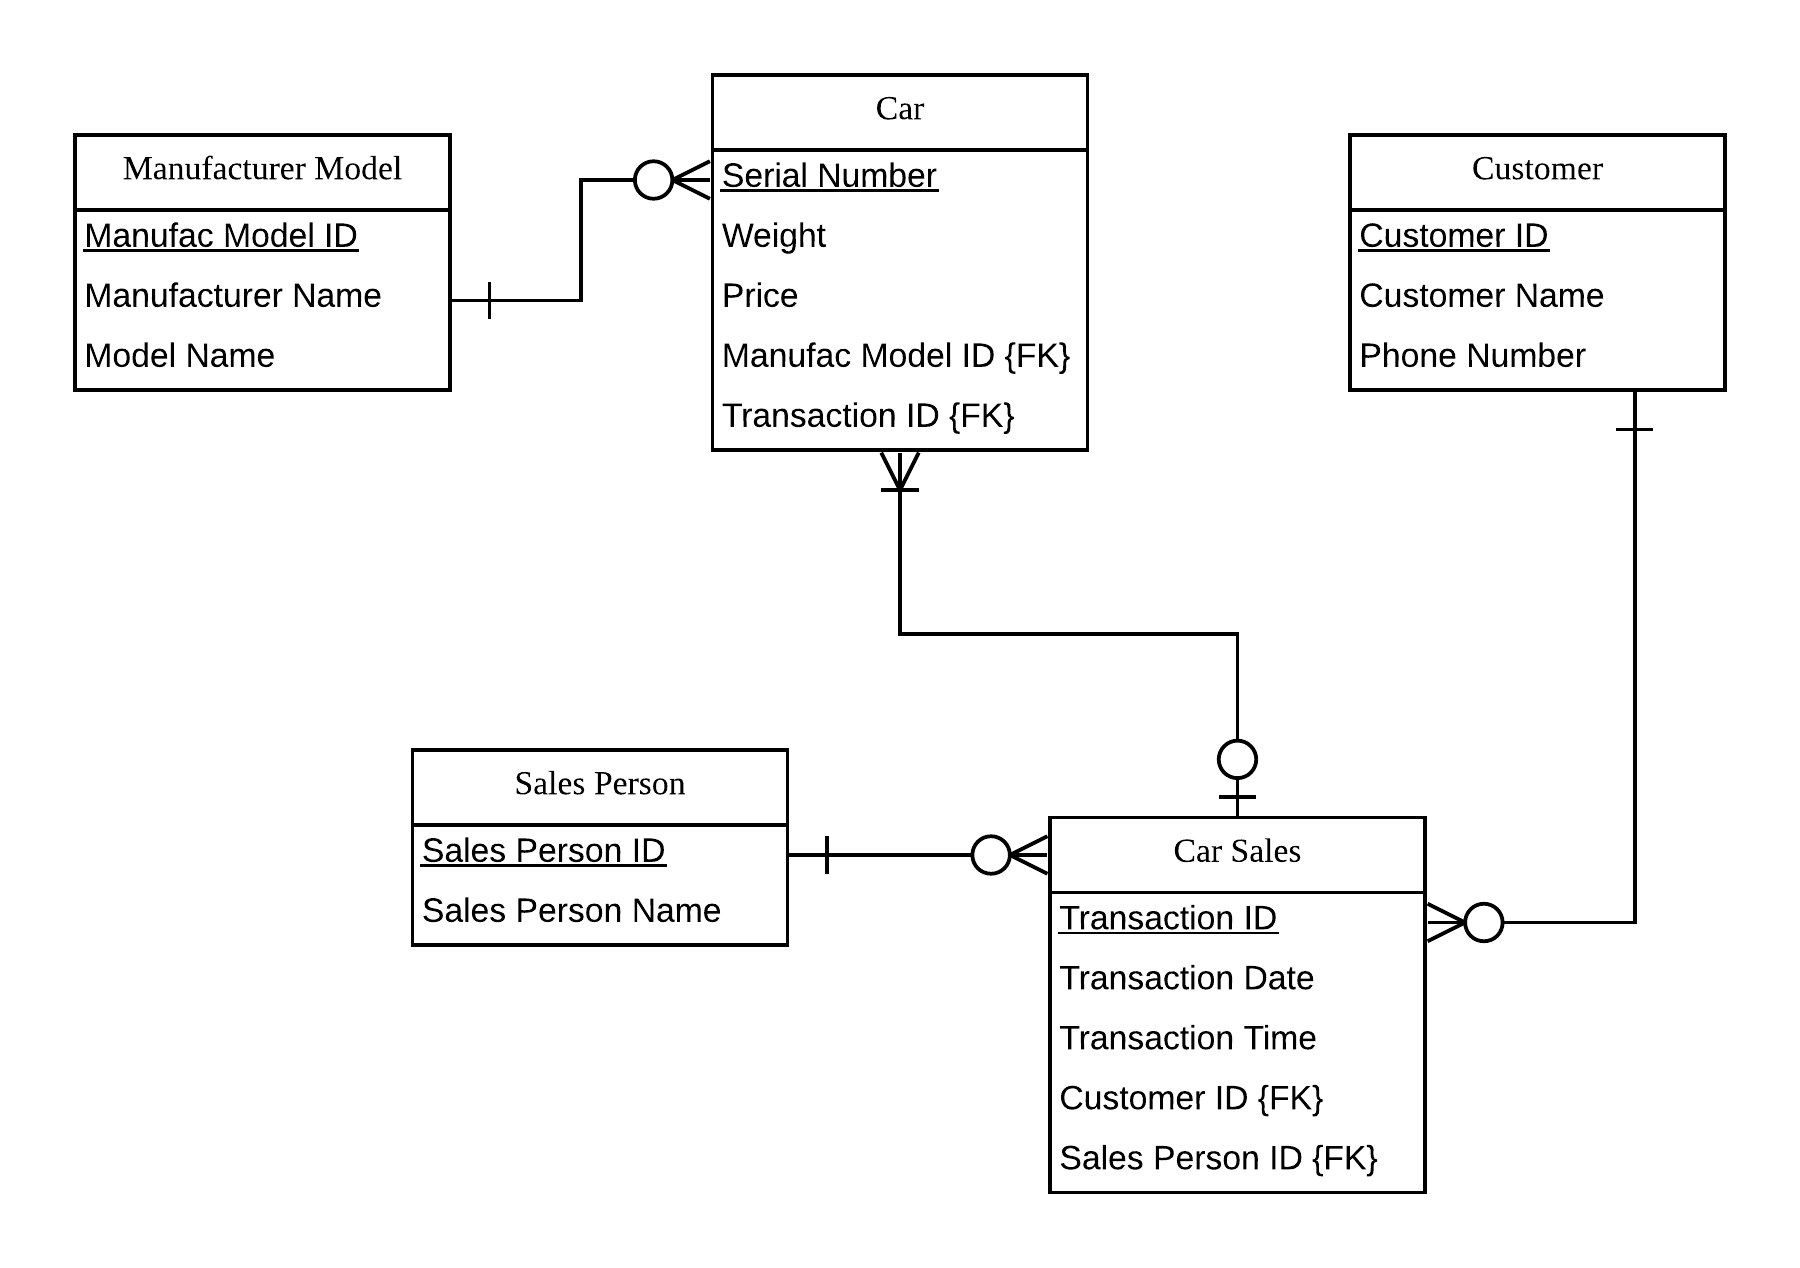 Manufacturer Model
Manufac Model ID
Manufacturer Name
Model Name
Car
Serial Number
Weight
Price
Manufac Model ID {FK}
Transaction ID {FK}
Customer
Customer ID
Customer Name
Phone Number
Sales Person
Sales Person ID
Sales Person Name
Car Sales
Transaction ID
Transaction Date
Transaction Time
Customer ID {FK}
Sales Person ID {FK}